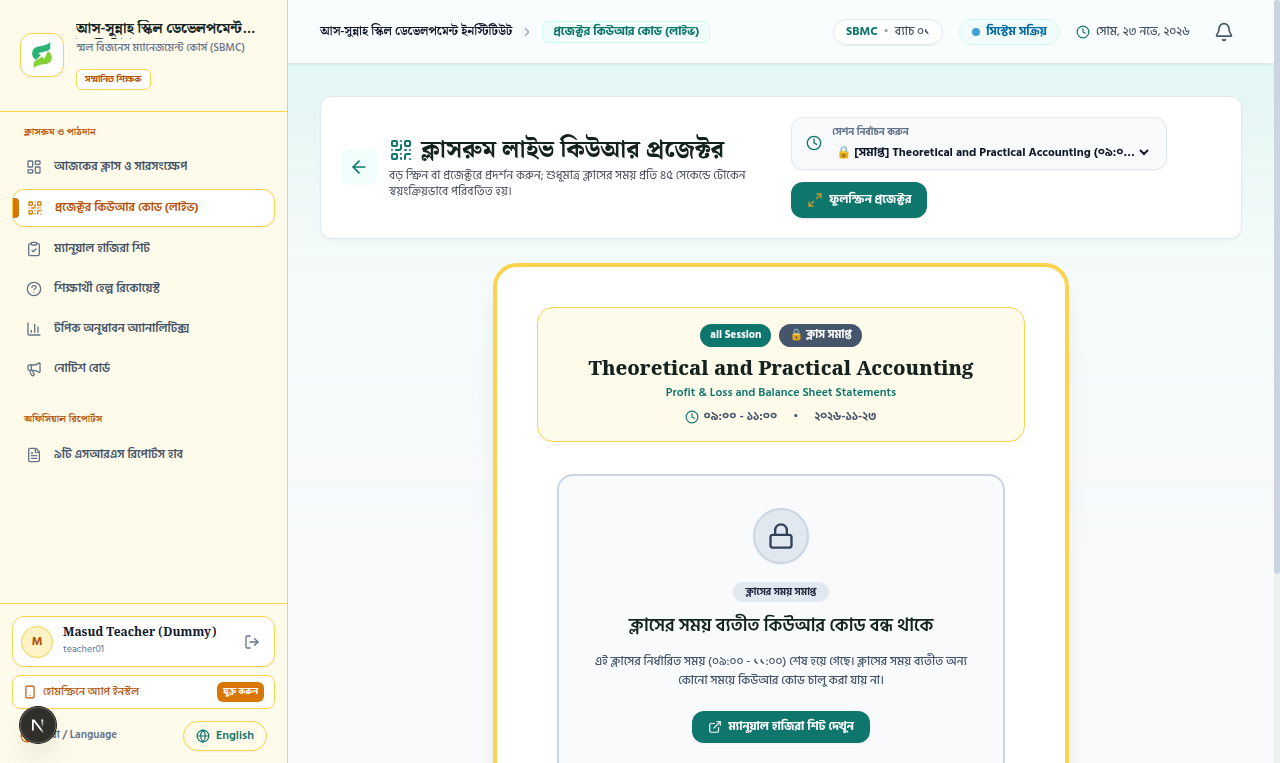 আস-সুন্নাহ স্কিল ডেভেলপমেন্ট...
স্মল বিজনেস ম্যানেজমেন্ট কোর্স (SBMC)
সম্মানিত শিক্ষক
ক্লাসরুম ও পাঠদান
আজকের ক্লাস ও সারসংক্ষেপ
প্রজেক্টর কিউআর কোড (লাইভ)
ম্যানুয়াল হাজিরা শিট
শিক্ষার্থী হেল্প রিকোয়েস্ট
টপিক অনুধাবন অ্যানালিটিক্স
নোটিশ বোর্ড
অফিসিয়াল রিপোর্টস
৯টি এসআরএস রিপোর্টস হাব
M
Masud Teacher (Dummy)
teacher01
হোমস্ক্রিনে অ্যাপ ইনস্টল
যুক্ত করুন
N
/ Language
English
আস-সুন্নাহ স্কিল ডেভেলপমেন্ট ইনস্টিটিউট
প্রজেক্টর কিউআর কোড (লাইভ)
SBMC • ব্যাচ ০১
সিস্টেম সক্রিয়
সোম, ২৩ নভে, ২০২৬
ক্লাসরুম লাইভ কিউআর প্রজেক্টর
বড় স্ক্রিন বা প্রজেক্টরে প্রদর্শন করুন; শুধুমাত্র ক্লাসের সময় প্রতি ৪৫ সেকেন্ডে টোকেন
স্বয়ংক্রিয়ভাবে পরিবর্তিত হয়।
সেশন নির্বাচন করুন
🔒 [সমাপ্ত] Theoretical and Practical Accounting (০৯:০...
ফুলস্ক্রিন প্রজেক্টর
all Session
🔒 ক্লাস সমাপ্ত
Theoretical and Practical Accounting
Profit & Loss and Balance Sheet Statements
০৯:০০ - ১১:০০ • ২০২৬-১১-২৩
ক্লাসের সময় সমাপ্ত
ক্লাসের সময় ব্যতীত কিউআর কোড বন্ধ থাকে
এই ক্লাসের নির্ধারিত সময় (০৯:০০ - ১১:০০) শেষ হয়ে গেছে। ক্লাসের সময় ব্যতীত অন্য
কোনো সময়ে কিউআর কোড চালু করা যায় না।
ম্যানুয়াল হাজিরা শিট দেখুন